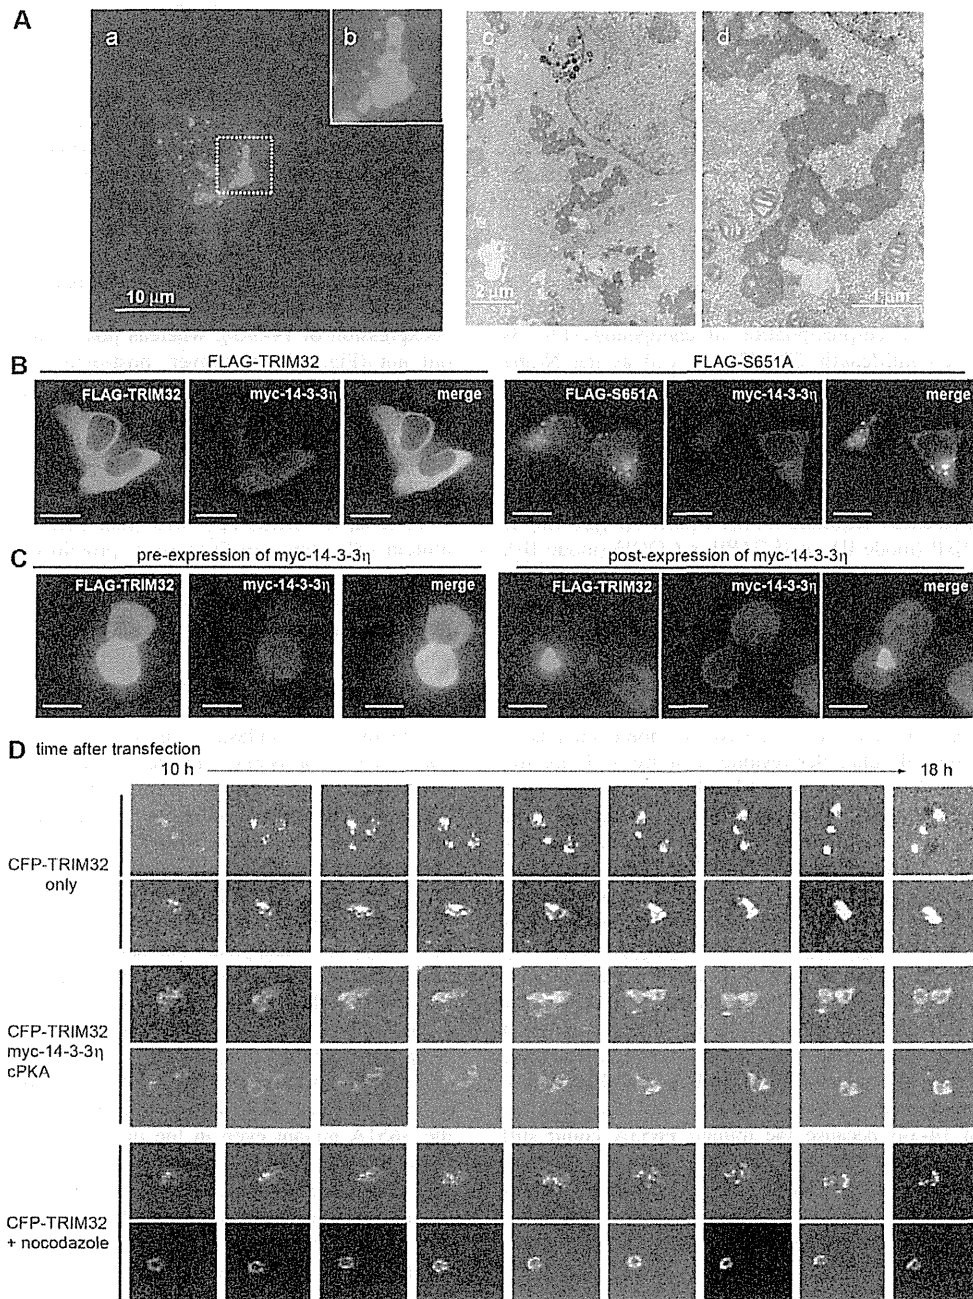 A
a
b
c
d
10 µm
2 µm
1 µm
B
FLAG-TRIM32
FLAG-S651A
FLAG-TRIM32
myc-14-3-3η
merge
FLAG-S651A
myc-14-3-3η
merge
C
pre-expression of myc-14-3-3η
post-expression of myc-14-3-3η
FLAG-TRIM32
myc-14-3-3η
merge
FLAG-TRIM32
myc-14-3-3η
merge
D time after transfection
10 h
18 h
CFP-TRIM32
only
CFP-TRIM32
myc-14-3-3η
cPKA
CFP-TRIM32
+ nocodazole